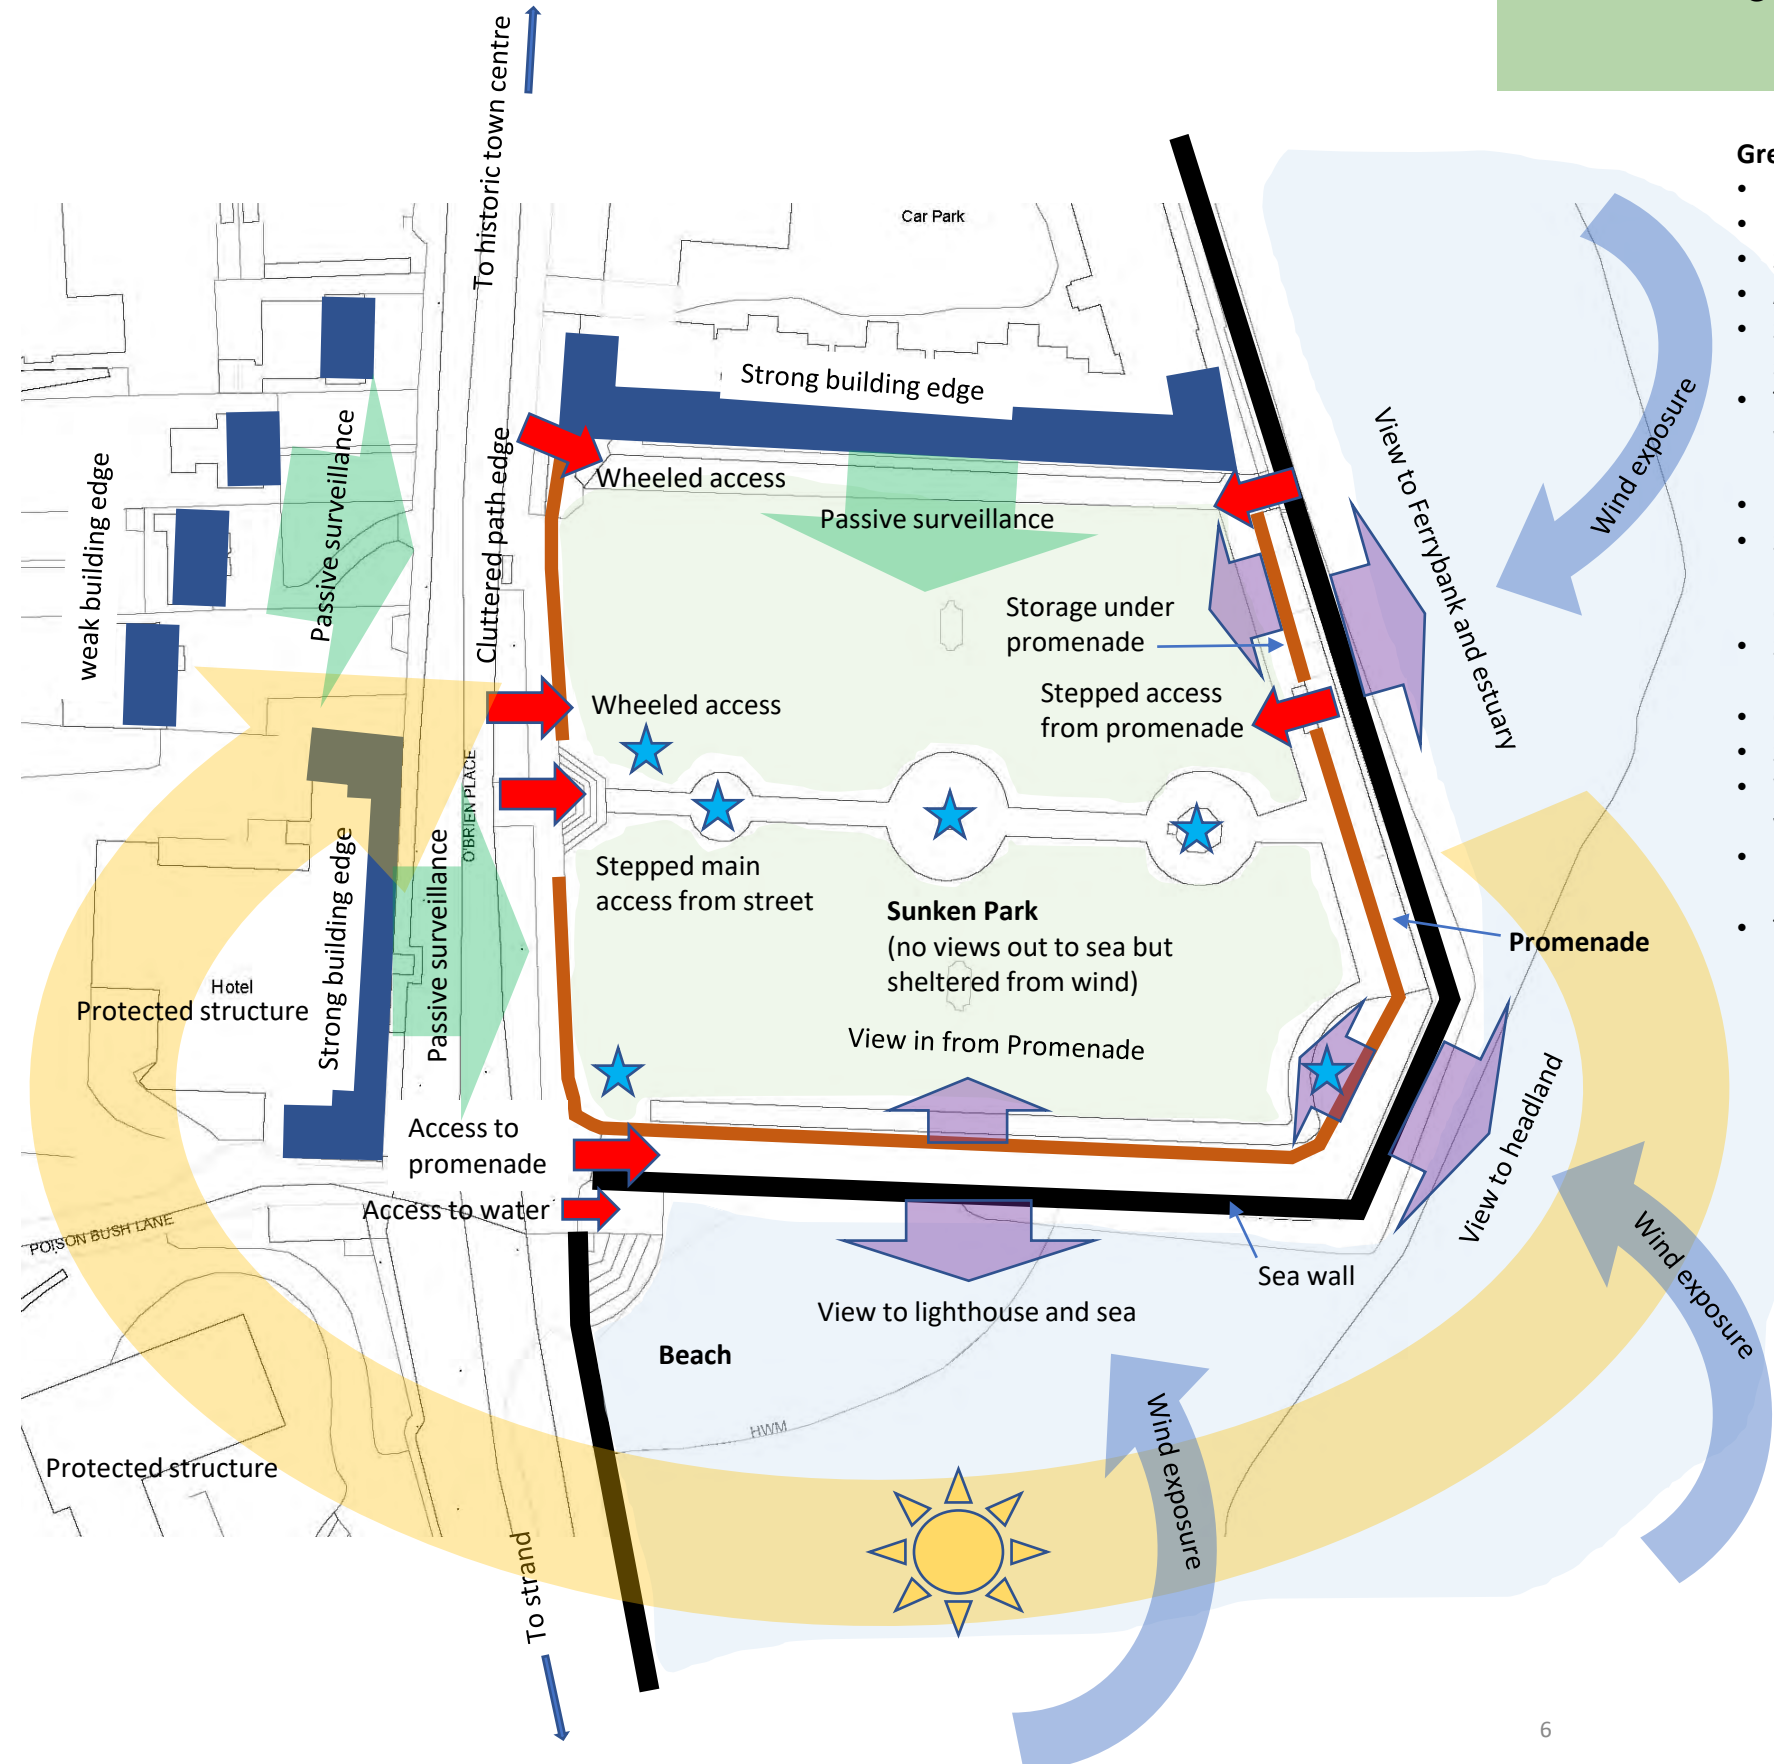 To historic town centre
Gre
Car Park
Strong building edge
Wind exposure
View to Ferrybank and estuary
Passive surveillance
Cluttered path edge
weak building edge
Wheeled access
Passive surveillance
Storage under
promenade
Stepped access
from promenade
Wheeled access
O'BRIEN PLACE
Stepped main
access from street
Sunken Park
(no views out to sea but
sheltered from wind)
Promenade
Strong building edge
Passive surveillance
Hotel
Protected structure
View in from Promenade
View to headland
Access to
promenade
Access to water
POISON BUSH LANE
Wind exposure
Sea wall
View to lighthouse and sea
Beach
HWM
Wind exposure
Protected structure
To strand
6